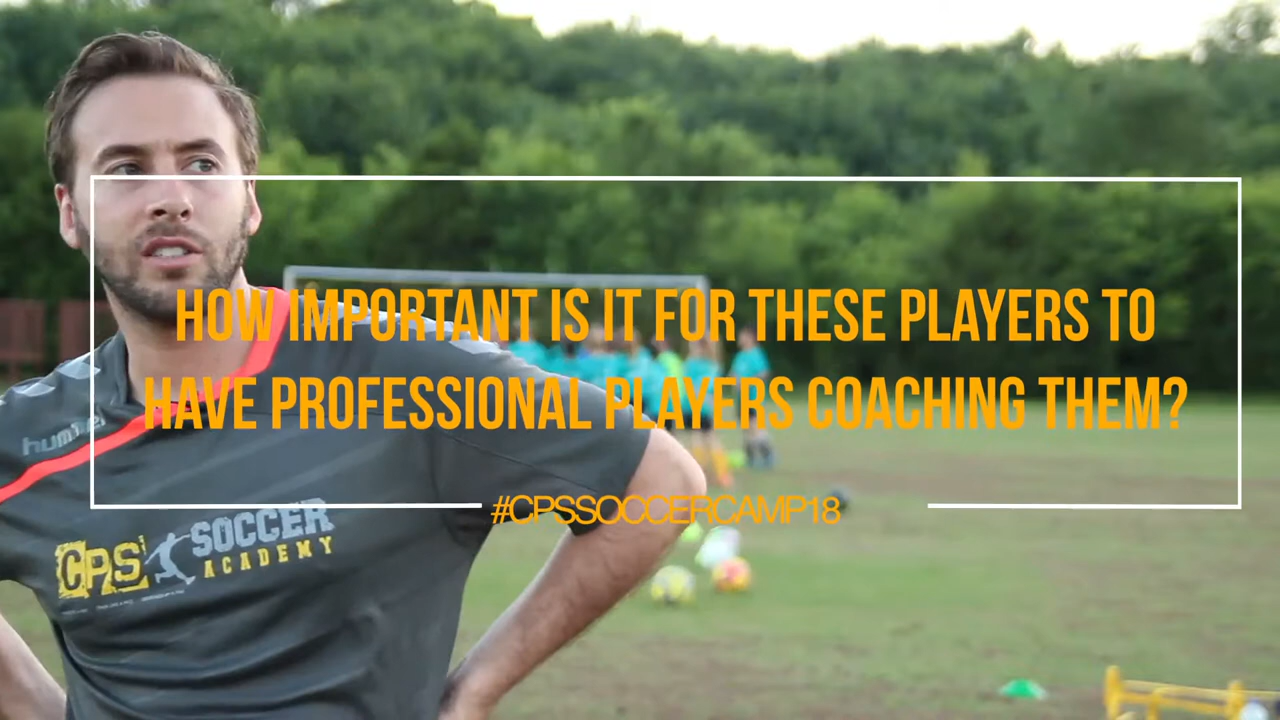 HOW IMPORTANT IS IT FOR THESE PLAYERS TO
HAVE PROFESSIONAL PLAYERS COACHING THEM?
#CPSSOCCERCAMP18
hummel
CPS SOCCER
ACADEMY